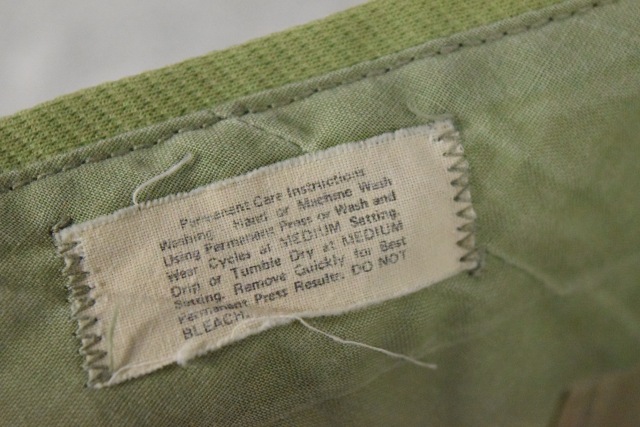 Permanent Care Instructions
Washing Hand or Machine Wash
Using Permanent Press or Wash and
Wear Cycles at MEDIUM Setting.
Drip or Tumble Dry at MEDIUM
Setting. Remove Quickly for Best
Permanent Press Results. DO NOT
BLEACH.